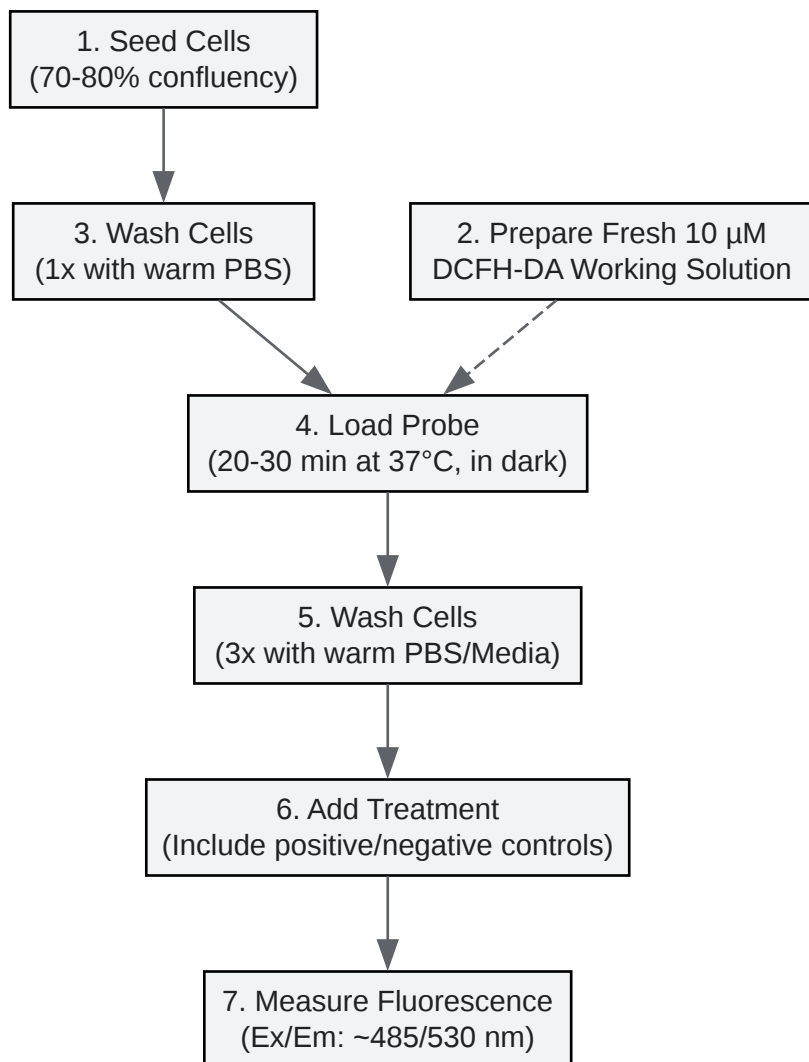 1. Seed Cells
(70-80% confluency)
3. Wash Cells
(1x with warm PBS)
2. Prepare Fresh 10 µM
DCFH-DA Working Solution
4. Load Probe
(20-30 min at 37°C, in dark)
5. Wash Cells
(3x with warm PBS/Media)
6. Add Treatment
(Include positive/negative controls)
7. Measure Fluorescence
(Ex/Em: ~485/530 nm)